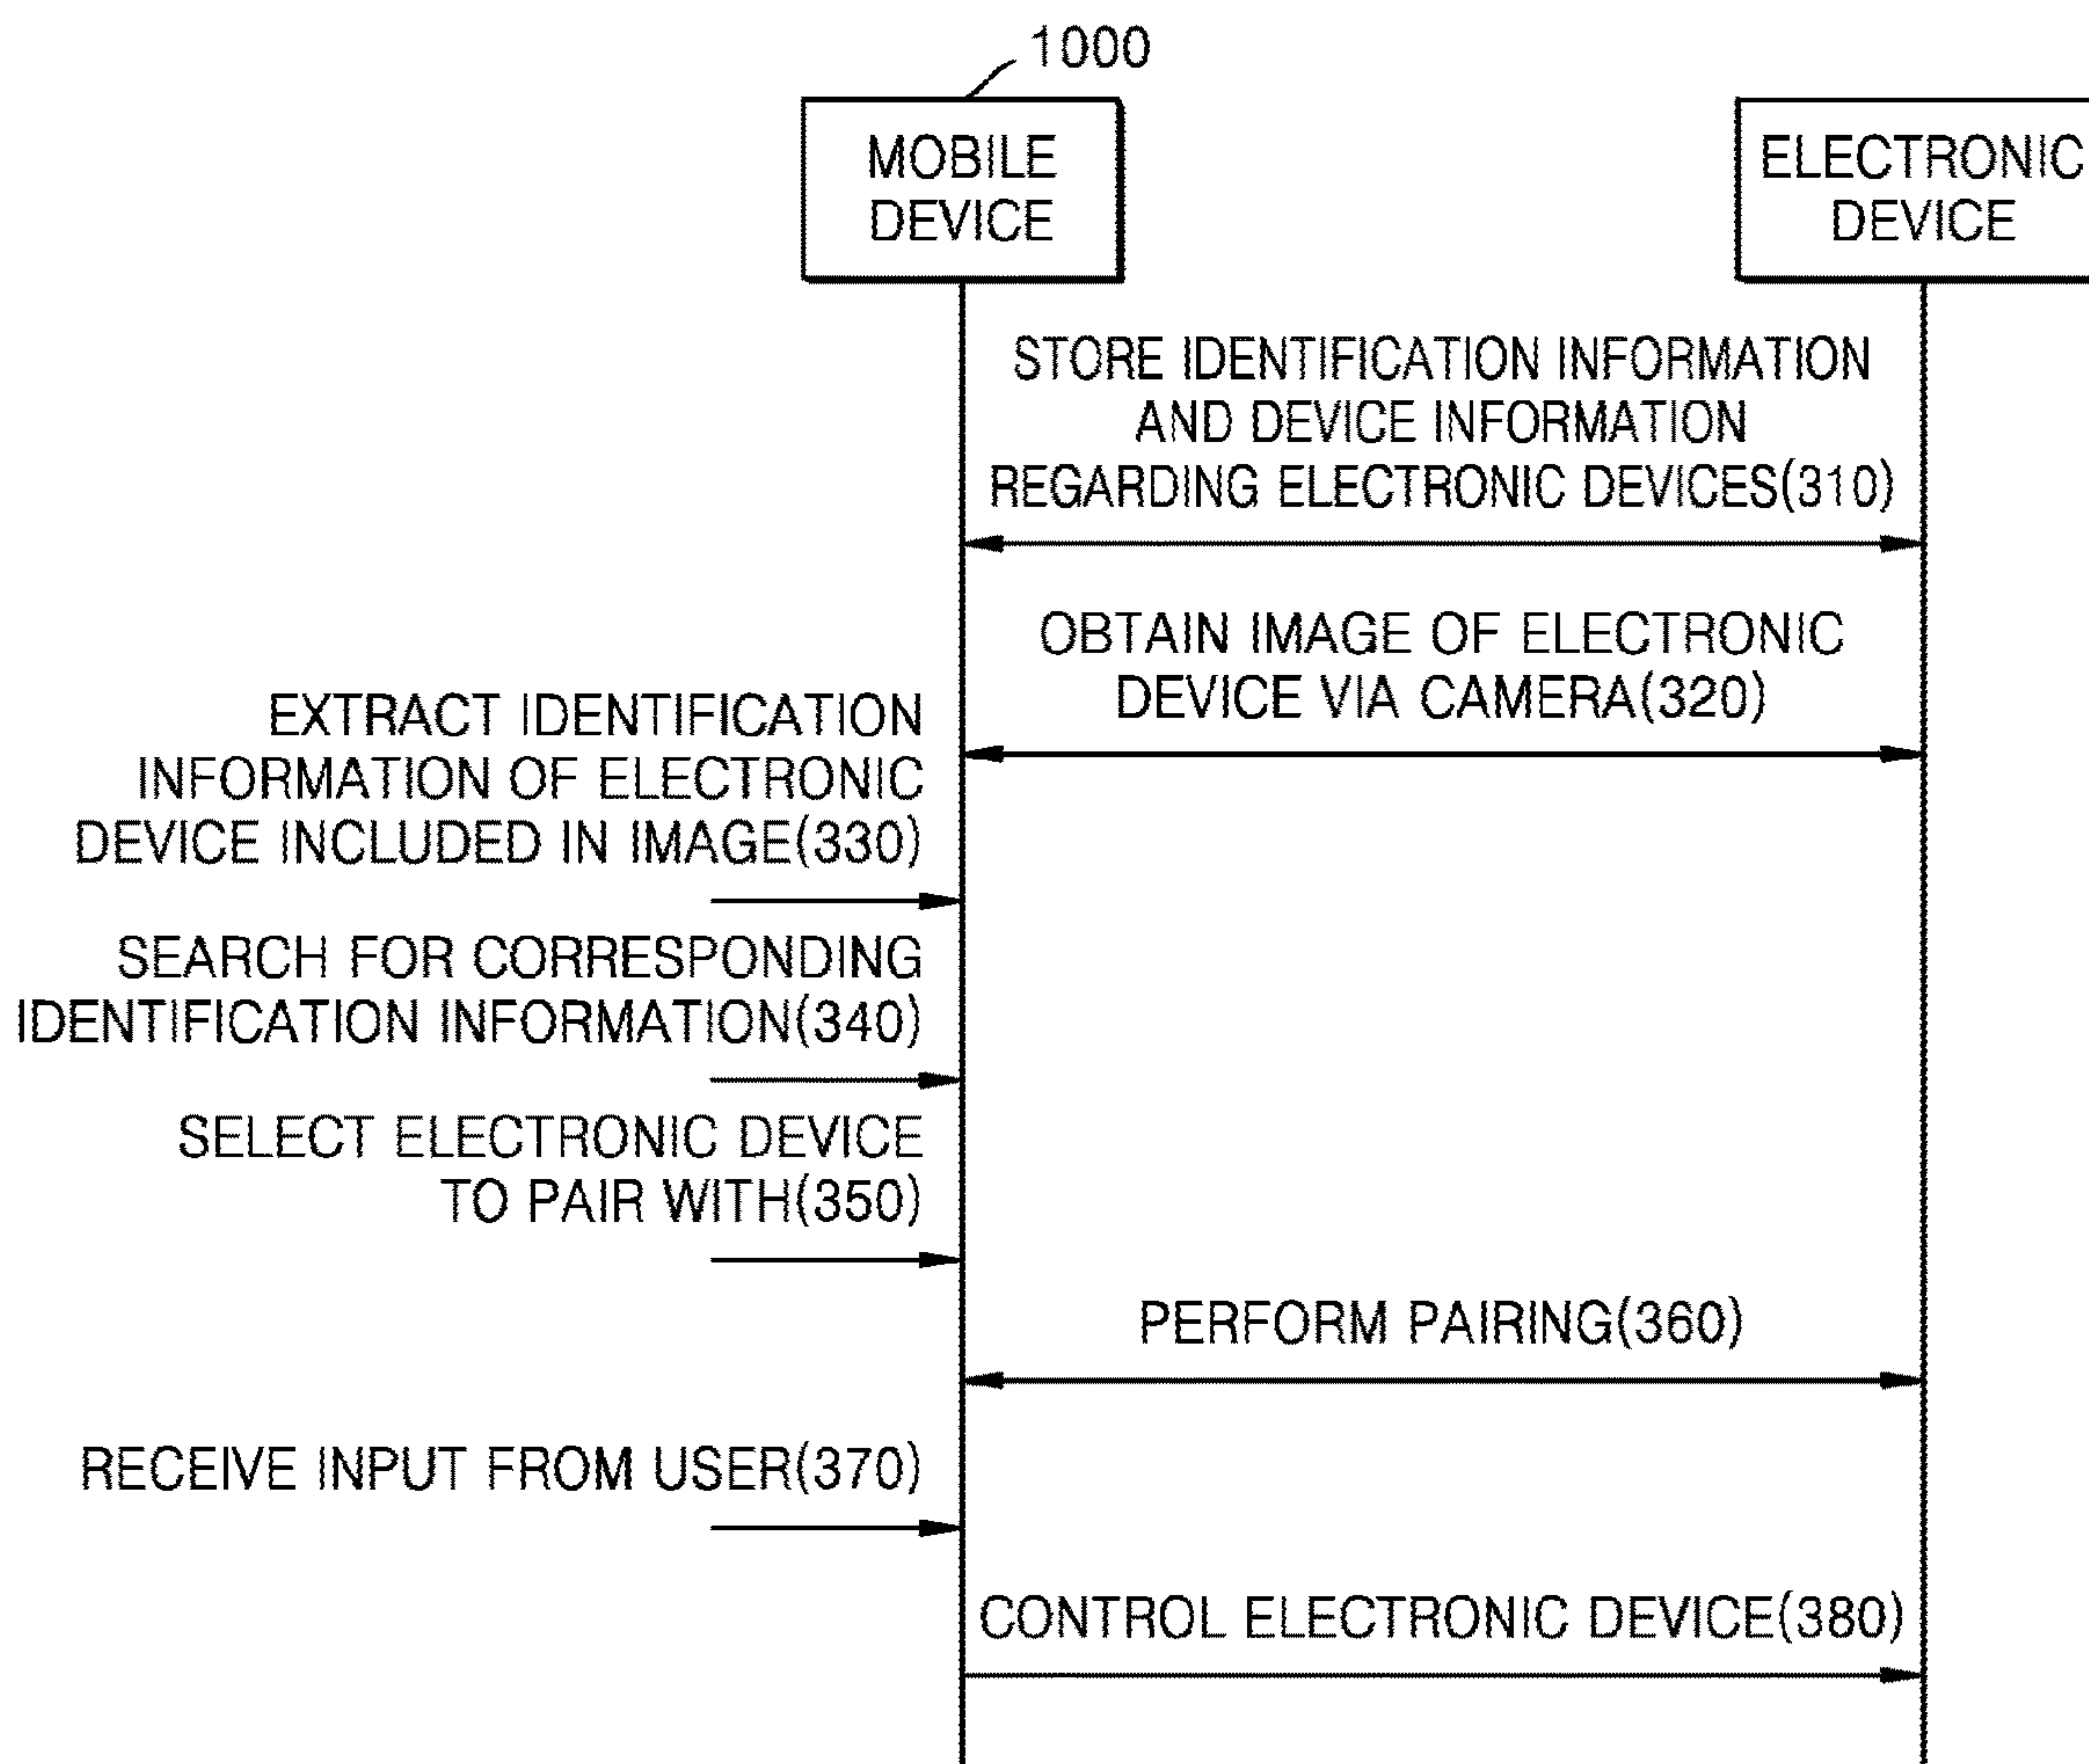 1000
MOBILE
DEVICE
ELECTRONIC
DEVICE
STORE IDENTIFICATION INFORMATION
AND DEVICE INFORMATION
REGARDING ELECTRONIC DEVICES(310)
OBTAIN IMAGE OF ELECTRONIC
DEVICE VIA CAMERA(320)
EXTRACT IDENTIFICATION
INFORMATION OF ELECTRONIC
DEVICE INCLUDED IN IMAGE(330)
SEARCH FOR CORRESPONDING
IDENTIFICATION INFORMATION(340)
SELECT ELECTRONIC DEVICE
TO PAIR WITH(350)
PERFORM PAIRING(360)
RECEIVE INPUT FROM USER(370)
CONTROL ELECTRONIC DEVICE(380)